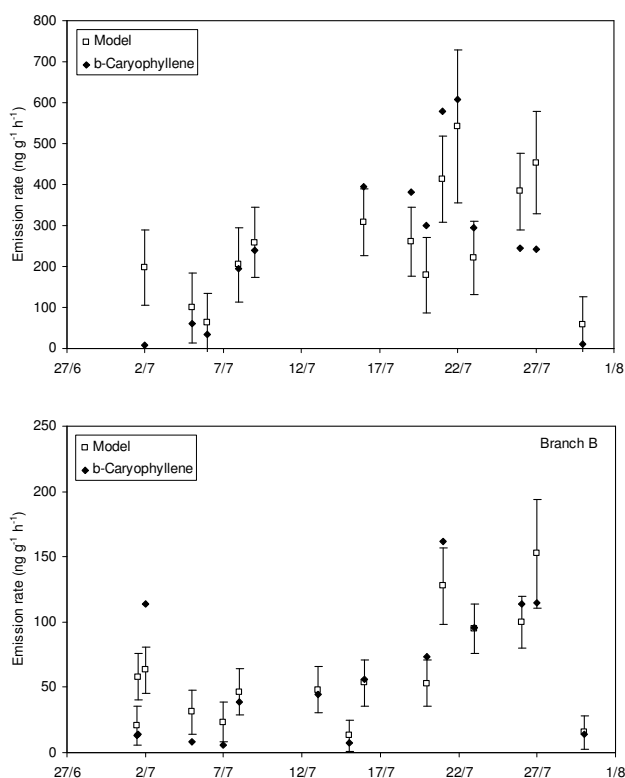 800
700
600
500
400
300
200
100
0
Emission rate (ng g⁻¹ h⁻¹)
Model
b-Caryophyllene
27/6 2/7 7/7 12/7 17/7 22/7 27/7 1/8
250
200
150
100
50
0
Emission rate (ng g⁻¹ h⁻¹)
Model
b-Caryophyllene
Branch B
27/6 2/7 7/7 12/7 17/7 22/7 27/7 1/8